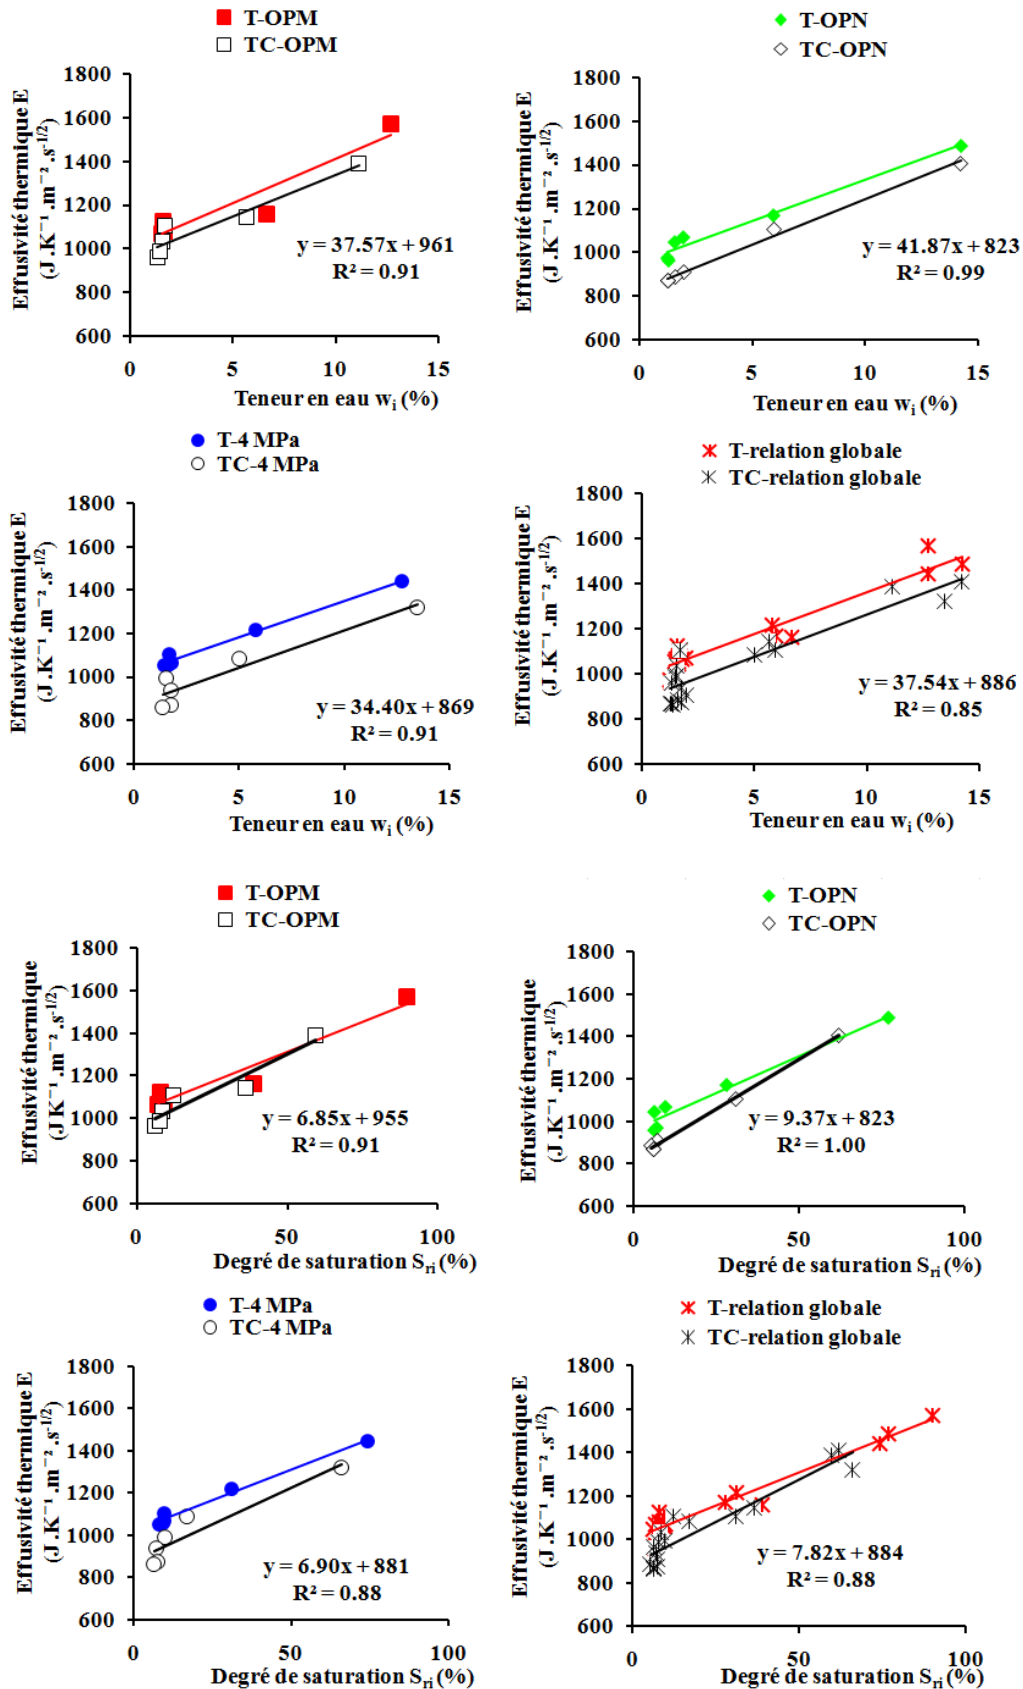 T-OPM
TC-OPM
Effusivité thermique E
(J.K⁻¹.m⁻².s⁻¹/²)
1800
1600
1400
1200
1000
800
600
y = 37.57x + 961
R² = 0.91
0 5 10 15
Teneur en eau wᵢ (%)
T-OPN
TC-OPN
Effusivité thermique E
(J.K⁻¹.m⁻².s⁻¹/²)
1800
1600
1400
1200
1000
800
600
y = 41.87x + 823
R² = 0.99
0 5 10 15
Teneur en eau wᵢ (%)
T-4 MPa
TC-4 MPa
Effusivité thermique E
(J.K⁻¹.m⁻².s⁻¹/²)
1800
1600
1400
1200
1000
800
600
y = 34.40x + 869
R² = 0.91
0 5 10 15
Teneur en eau wᵢ (%)
T-relation globale
TC-relation globale
Effusivité thermique E
(J.K⁻¹.m⁻².s⁻¹/²)
1800
1600
1400
1200
1000
800
600
y = 37.54x + 886
R² = 0.85
0 5 10 15
Teneur en eau wᵢ (%)
T-OPM
TC-OPM
Effusivité thermique
(J.K⁻¹.m⁻².s⁻¹/²)
1800
1600
1400
1200
1000
800
600
y = 6.85x + 955
R² = 0.91
0 50 100
Degré de saturation Sᵣᵢ (%)
T-OPN
TC-OPN
Effusivité thermique
(J.K⁻¹.m⁻².s⁻¹/²)
1800
1600
1400
1200
1000
800
600
y = 9.37x + 823
R² = 1.00
0 50 100
Degré de saturation Sᵣᵢ (%)
T-4 MPa
TC-4 MPa
Effusivité thermique E
(J.K⁻¹.m⁻².s⁻¹/²)
1800
1600
1400
1200
1000
800
600
y = 6.90x + 881
R² = 0.88
0 50 100
Degré de saturation Sᵣᵢ (%)
T-relation globale
TC-relation globale
Effusivité thermique E
(J.K⁻¹.m⁻².s⁻¹/²)
1800
1600
1400
1200
1000
800
600
y = 7.82x + 884
R² = 0.88
0 50 100
Degré de saturation Sᵣᵢ (%)